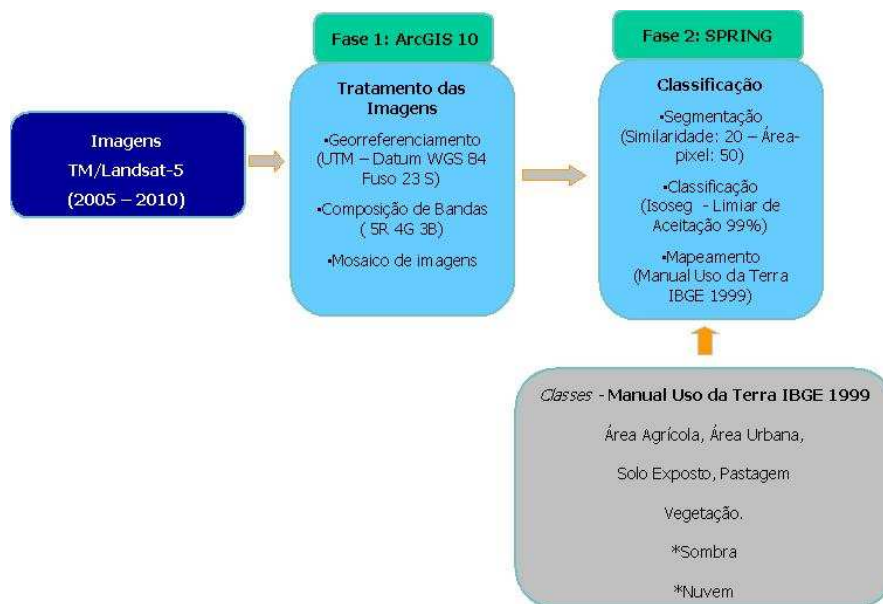 Fase 1: ArcGIS 10
Fase 2: SPRING
Imagens
TM/Landsat-5
(2005 – 2010)
Tratamento das
Imagens
•Georreferenciamento
(UTM – Datum WGS 84
Fuso 23 S)
•Composição de Bandas
( 5R 4G 3B)
•Mosaico de imagens
Classificação
•Segmentação
(Similaridade: 20 – Área-
pixel: 50)
•Classificação
(Isoseg - Limiar de
Aceitação 99%)
•Mapeamento
(Manual Uso da Terra
IBGE 1999)
Classes - Manual Uso da Terra IBGE 1999
Área Agrícola, Área Urbana,
Solo Exposto, Pastagem
Vegetação.
*Sombra
*Nuvem